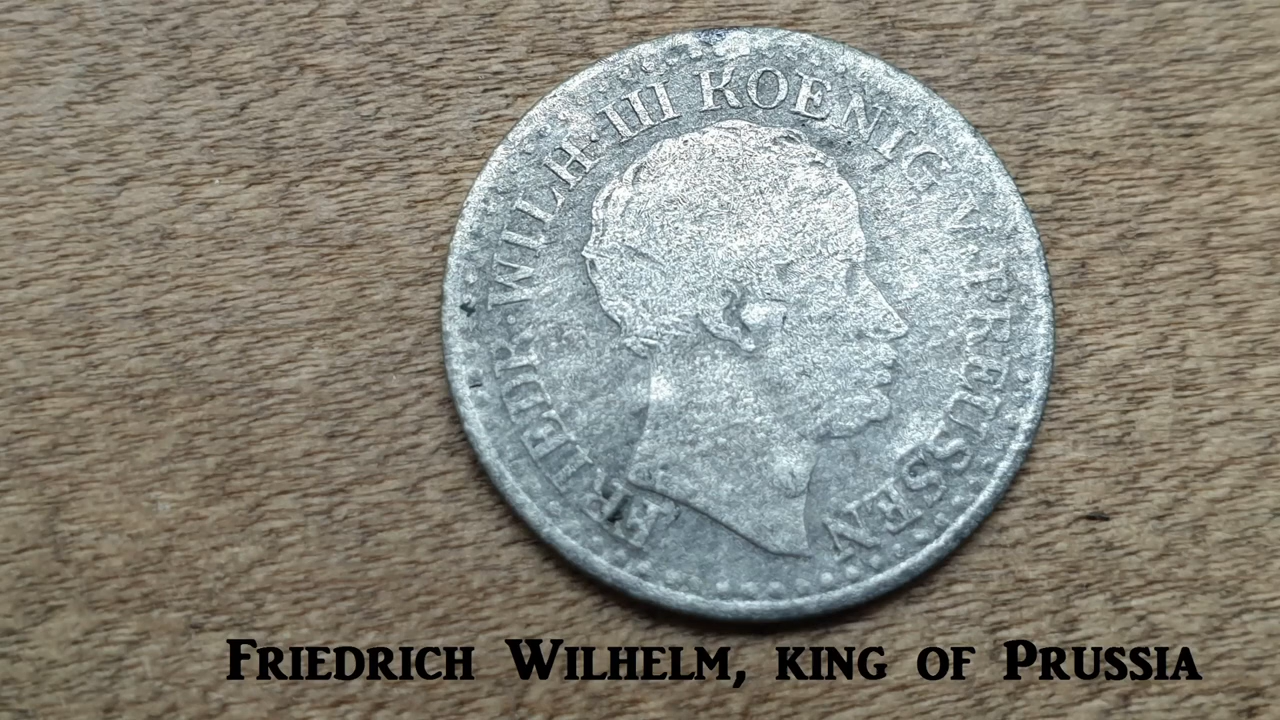 FRIEDR·WILH·III KOENIG V. PREUSSEN
Friedrich Wilhelm, king of Prussia